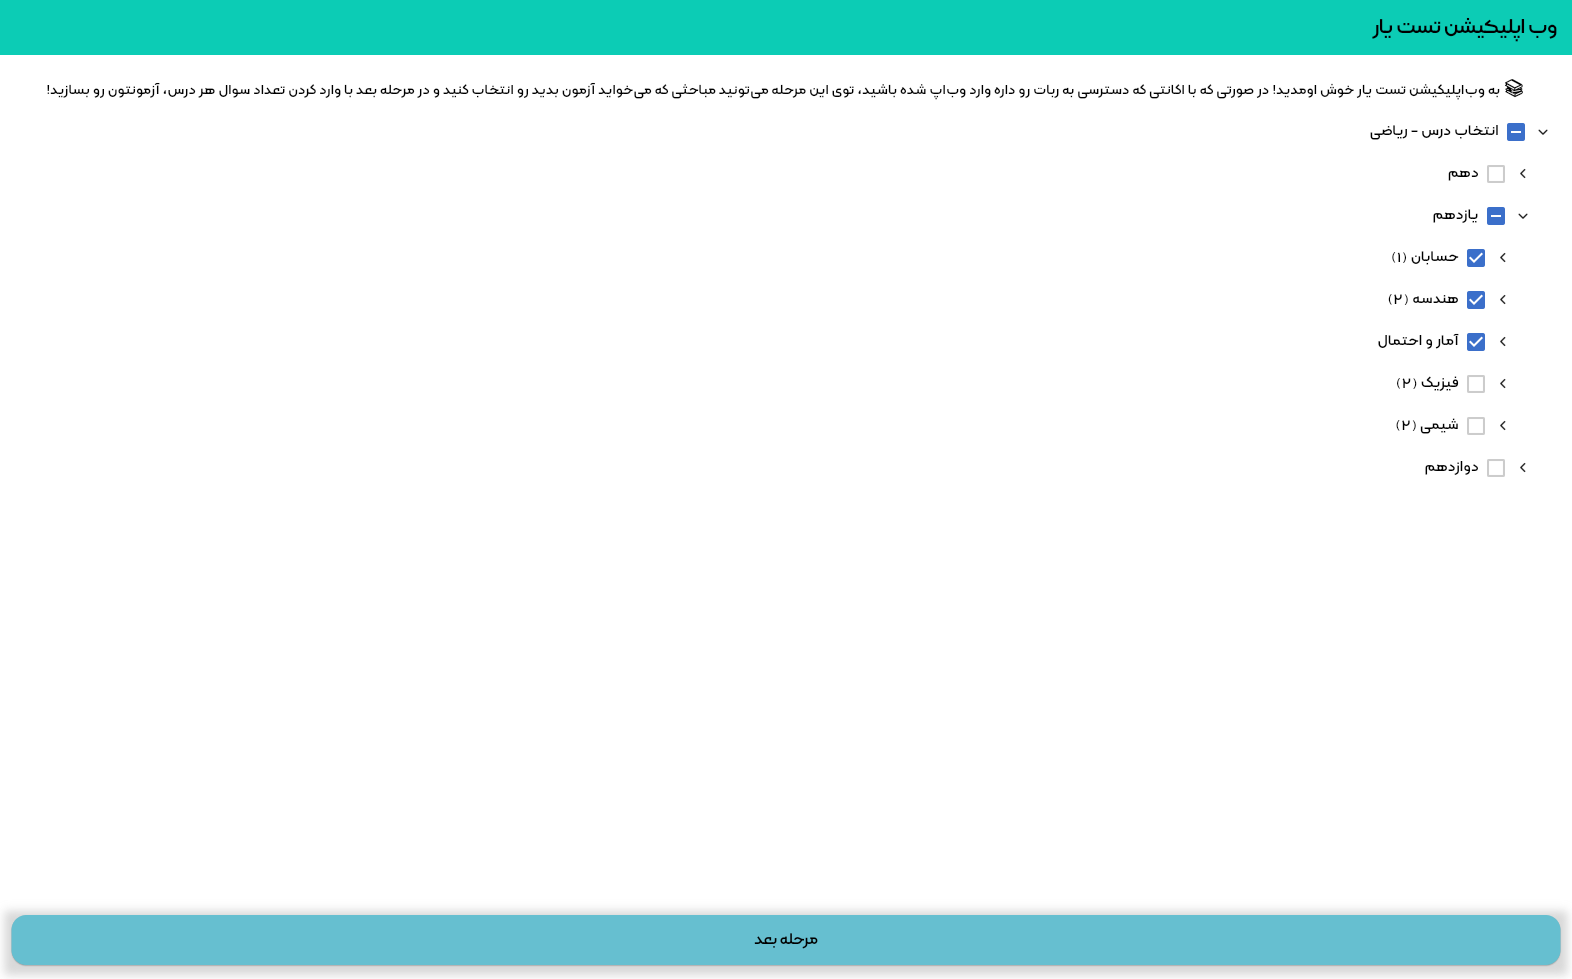 وب اپلیکیشن تست یار
به وب‌اپلیکیشن تست یار خوش اومدید! در صورتی که با اکانتی که دسترسی به ربات رو داره وارد وب‌اپ شده باشید، توی این مرحله می‌تونید مباحثی که می‌خواید آزمون بدید رو انتخاب کنید و در مرحله بعد با وارد کردن تعداد سوال هر درس، آزمونتون رو بسازید!
انتخاب درس - ریاضی
دهم
یازدهم
حسابان (۱)
هندسه (۲)
آمار و احتمال
فیزیک (۲)
شیمی (۲)
دوازدهم
مرحله بعد